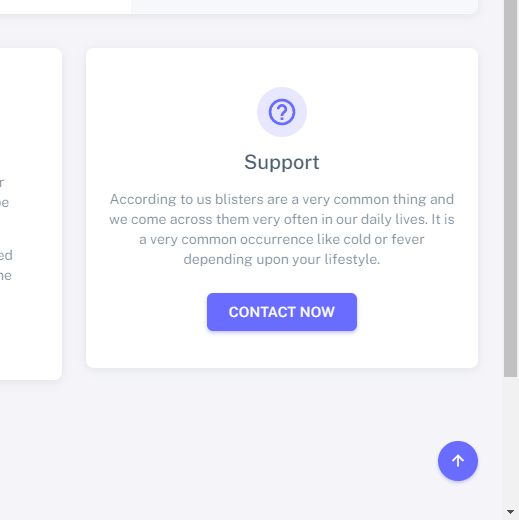 r
e
ed
ne
Support
According to us blisters are a very common thing and
we come across them very often in our daily lives. It is
a very common occurrence like cold or fever
depending upon your lifestyle.
CONTACT NOW